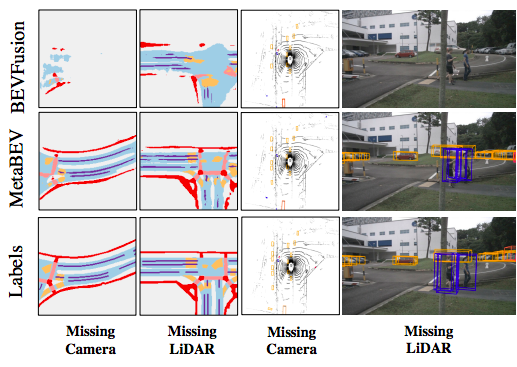 BEVFusion
MetaBEV
Labels
Missing Camera
Missing LiDAR
Missing Camera
Missing LiDAR